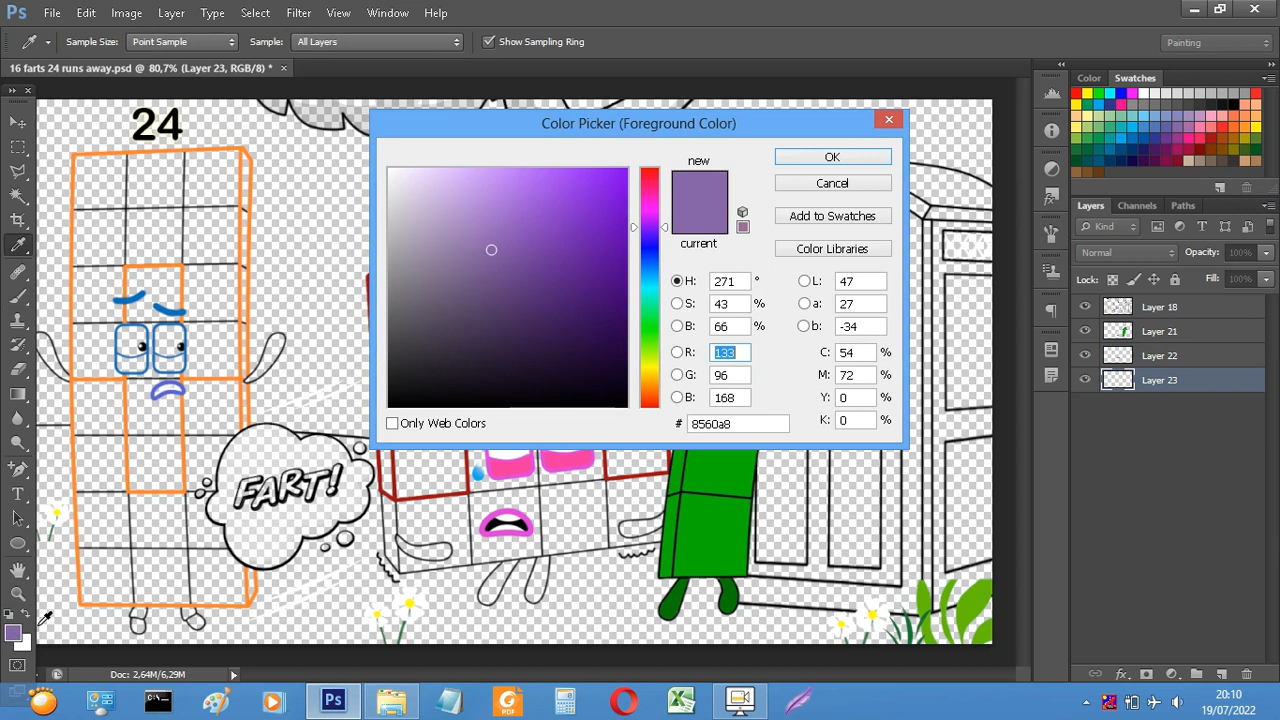 Ps File Edit Image Layer Type Select Filter View Window Help
Sample Size: Point Sample Sample: All Layers Show Sampling Ring Painting
16 farts 24 runs away.psd @ 80,7% (Layer 23, RGB/8) * ×
Color Swatches
24
Color Picker (Foreground Color)
new
current
OK
Cancel
Add to Swatches
Color Libraries
H: 271 ° L: 47
S: 43 % a: 27
B: 66 % b: -34
R: 133 C: 54 %
G: 96 M: 72 %
B: 168 Y: 0 %
Only Web Colors # 8560a8 K: 0 %
Layers Channels Paths
Kind
Normal Opacity: 100%
Lock: Fill: 100%
Layer 18
Layer 21
Layer 22
Layer 23
FART!
Doc: 2,64M/6,29M
Ps PDF
20:10
19/07/2022